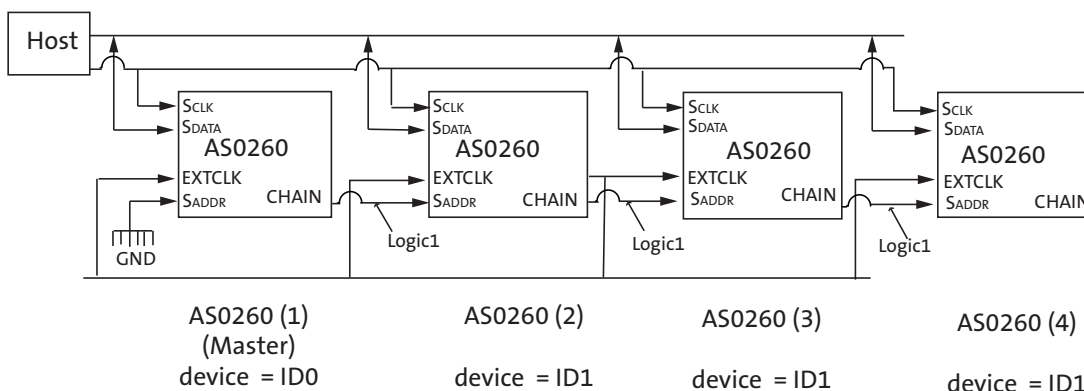 Host
SCLK
SDATA
AS0260
EXTCLK
CHAIN
SADDR
GND
Logic1
SCLK
SDATA
AS0260
EXTCLK
CHAIN
SADDR
Logic1
SCLK
SDATA
AS0260
EXTCLK
CHAIN
SADDR
Logic1
SCLK
SDATA
AS0260
EXTCLK
SADDR
CHAIN
AS0260 (1)
(Master)
device = ID0
AS0260 (2)
device = ID1
AS0260 (3)
device = ID1
AS0260 (4)
device = ID1